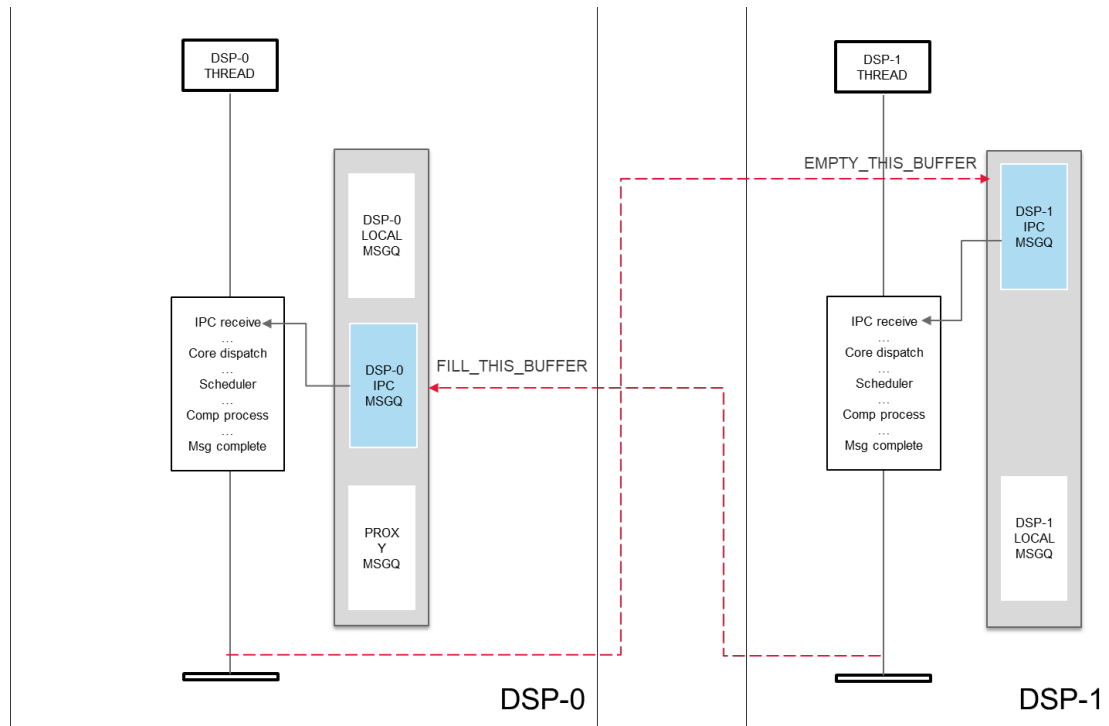 DSP-0
THREAD
DSP-0
LOCAL
MSGQ
IPC receive
...
Core dispatch
...
Scheduler
...
Comp process
...
Msg complete
DSP-0
IPC
MSGQ
FILL_THIS_BUFFER
PROX
Y
MSGQ
DSP-0
DSP-1
THREAD
EMPTY_THIS_BUFFER
DSP-1
IPC
MSGQ
IPC receive
...
Core dispatch
...
Scheduler
...
Comp process
...
Msg complete
DSP-1
LOCAL
MSGQ
DSP-1